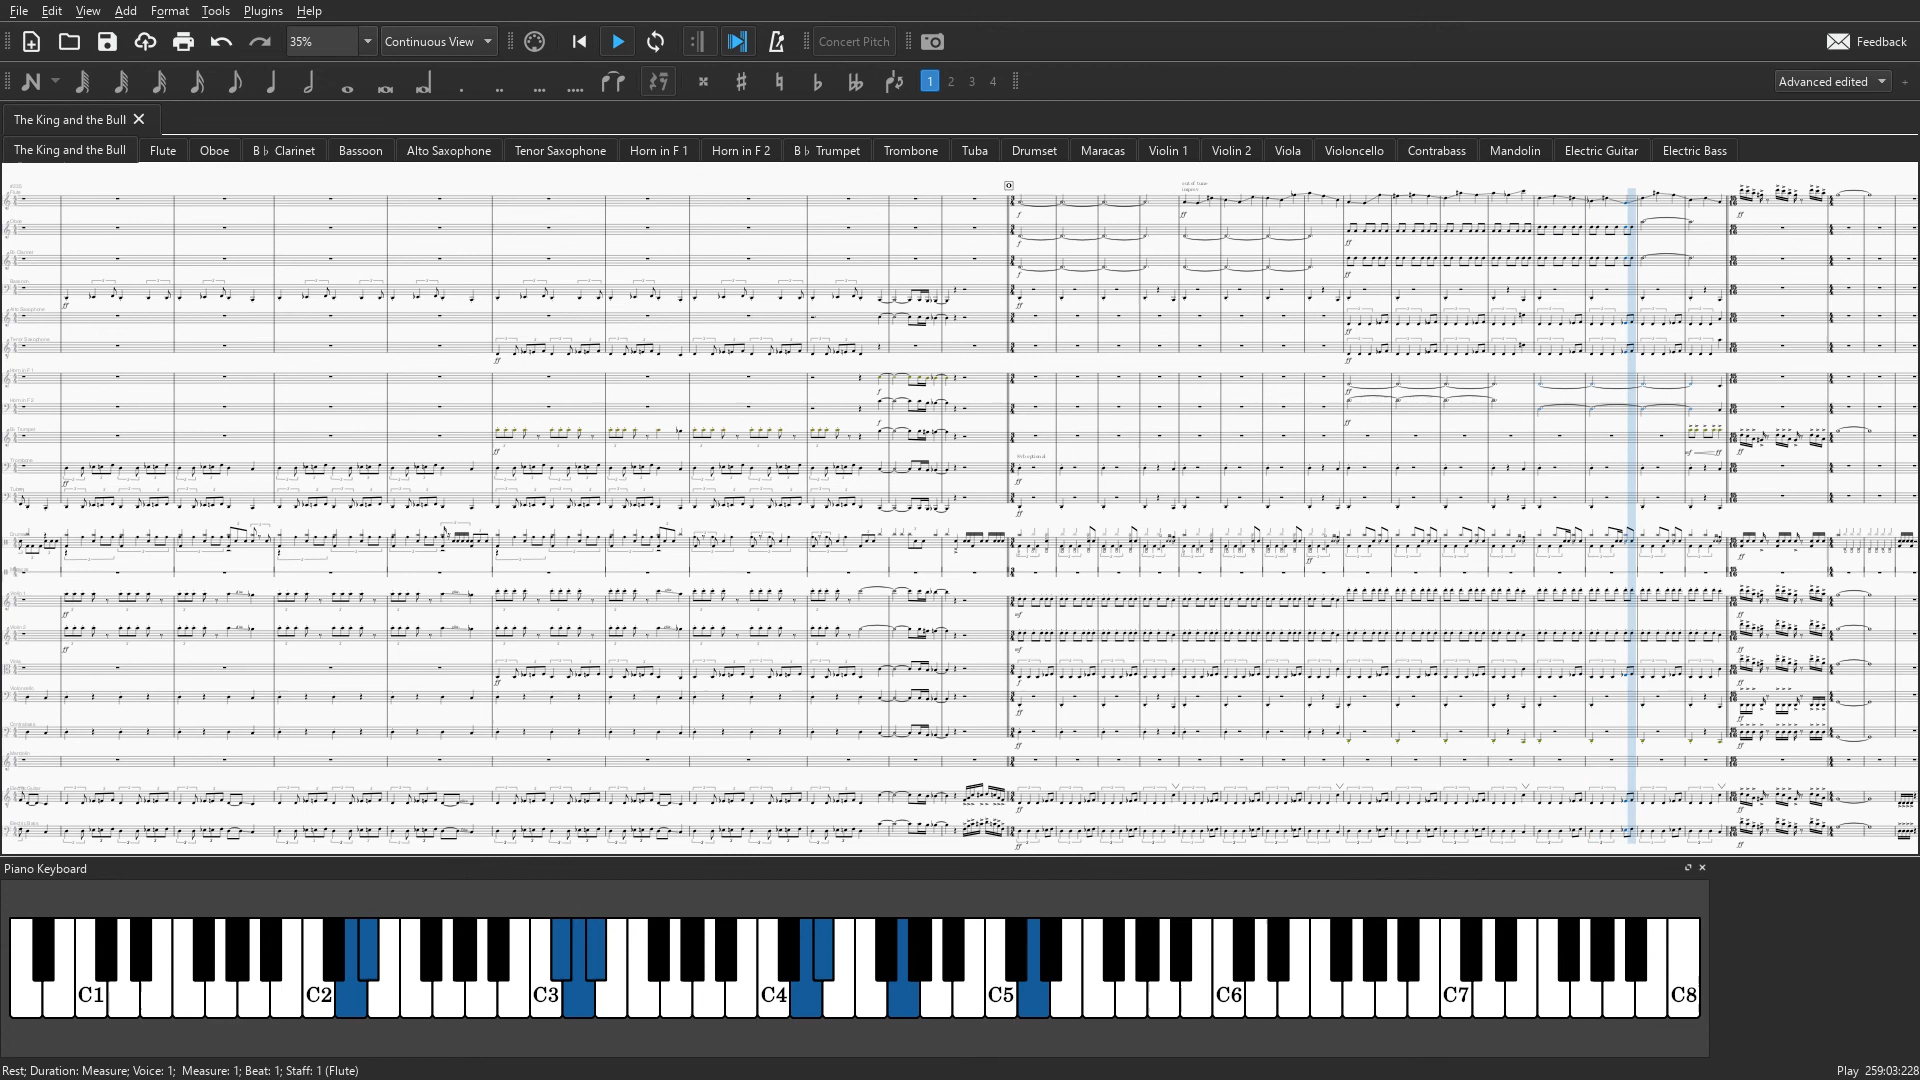 File Edit View Add Format Tools Plugins Help
35% Continuous View Concert Pitch Feedback
1 2 3 4 Advanced edited
The King and the Bull
The King and the Bull Flute Oboe B♭ Clarinet Bassoon Alto Saxophone Tenor Saxophone Horn in F 1 Horn in F 2 B♭ Trumpet Trombone Tuba Drumset Maracas Violin 1 Violin 2 Viola Violoncello Contrabass Mandolin Electric Guitar Electric Bass
Piano Keyboard
C1 C2 C3 C4 C5 C6 C7 C8
Rest; Duration: Measure; Voice: 1; Measure: 1; Beat: 1; Staff: 1 (Flute) Play 259:03:228